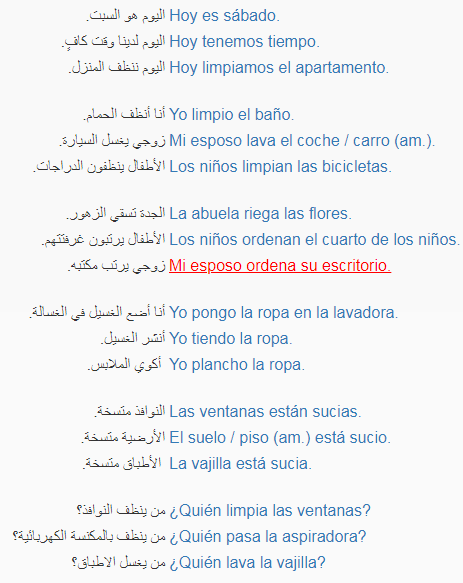 اليوم هو السبت. Hoy es sábado.
اليوم لدينا وقت كافٍ. Hoy tenemos tiempo.
اليوم ننظف المنزل. Hoy limpiamos el apartamento.
أنا أنظف الحمام. Yo limpio el baño.
زوجي يغسل السيارة. Mi esposo lava el coche / carro (am.).
الأطفال ينظفون الدراجات. Los niños limpian las bicicletas.
الجدة تسقي الزهور. La abuela riega las flores.
الأطفال يرتبون غرفتتهم. Los niños ordenan el cuarto de los niños.
زوجي يرتب مكتبه. Mi esposo ordena su escritorio.
أنا أضع الغسيل في الغسالة. Yo pongo la ropa en la lavadora.
أنشر الغسيل. Yo tiendo la ropa.
أكوي الملابس. Yo plancho la ropa.
النوافذ متسخة. Las ventanas están sucias.
الأرضية متسخة. El suelo / piso (am.) está sucio.
الأطباق متسخة. La vajilla está sucia.
من ينظف النوافذ؟ ¿Quién limpia las ventanas?
من ينظف بالمكنسة الكهربائية؟ ¿Quién pasa la aspiradora?
من يغسل الاطباق؟ ¿Quién lava la vajilla?